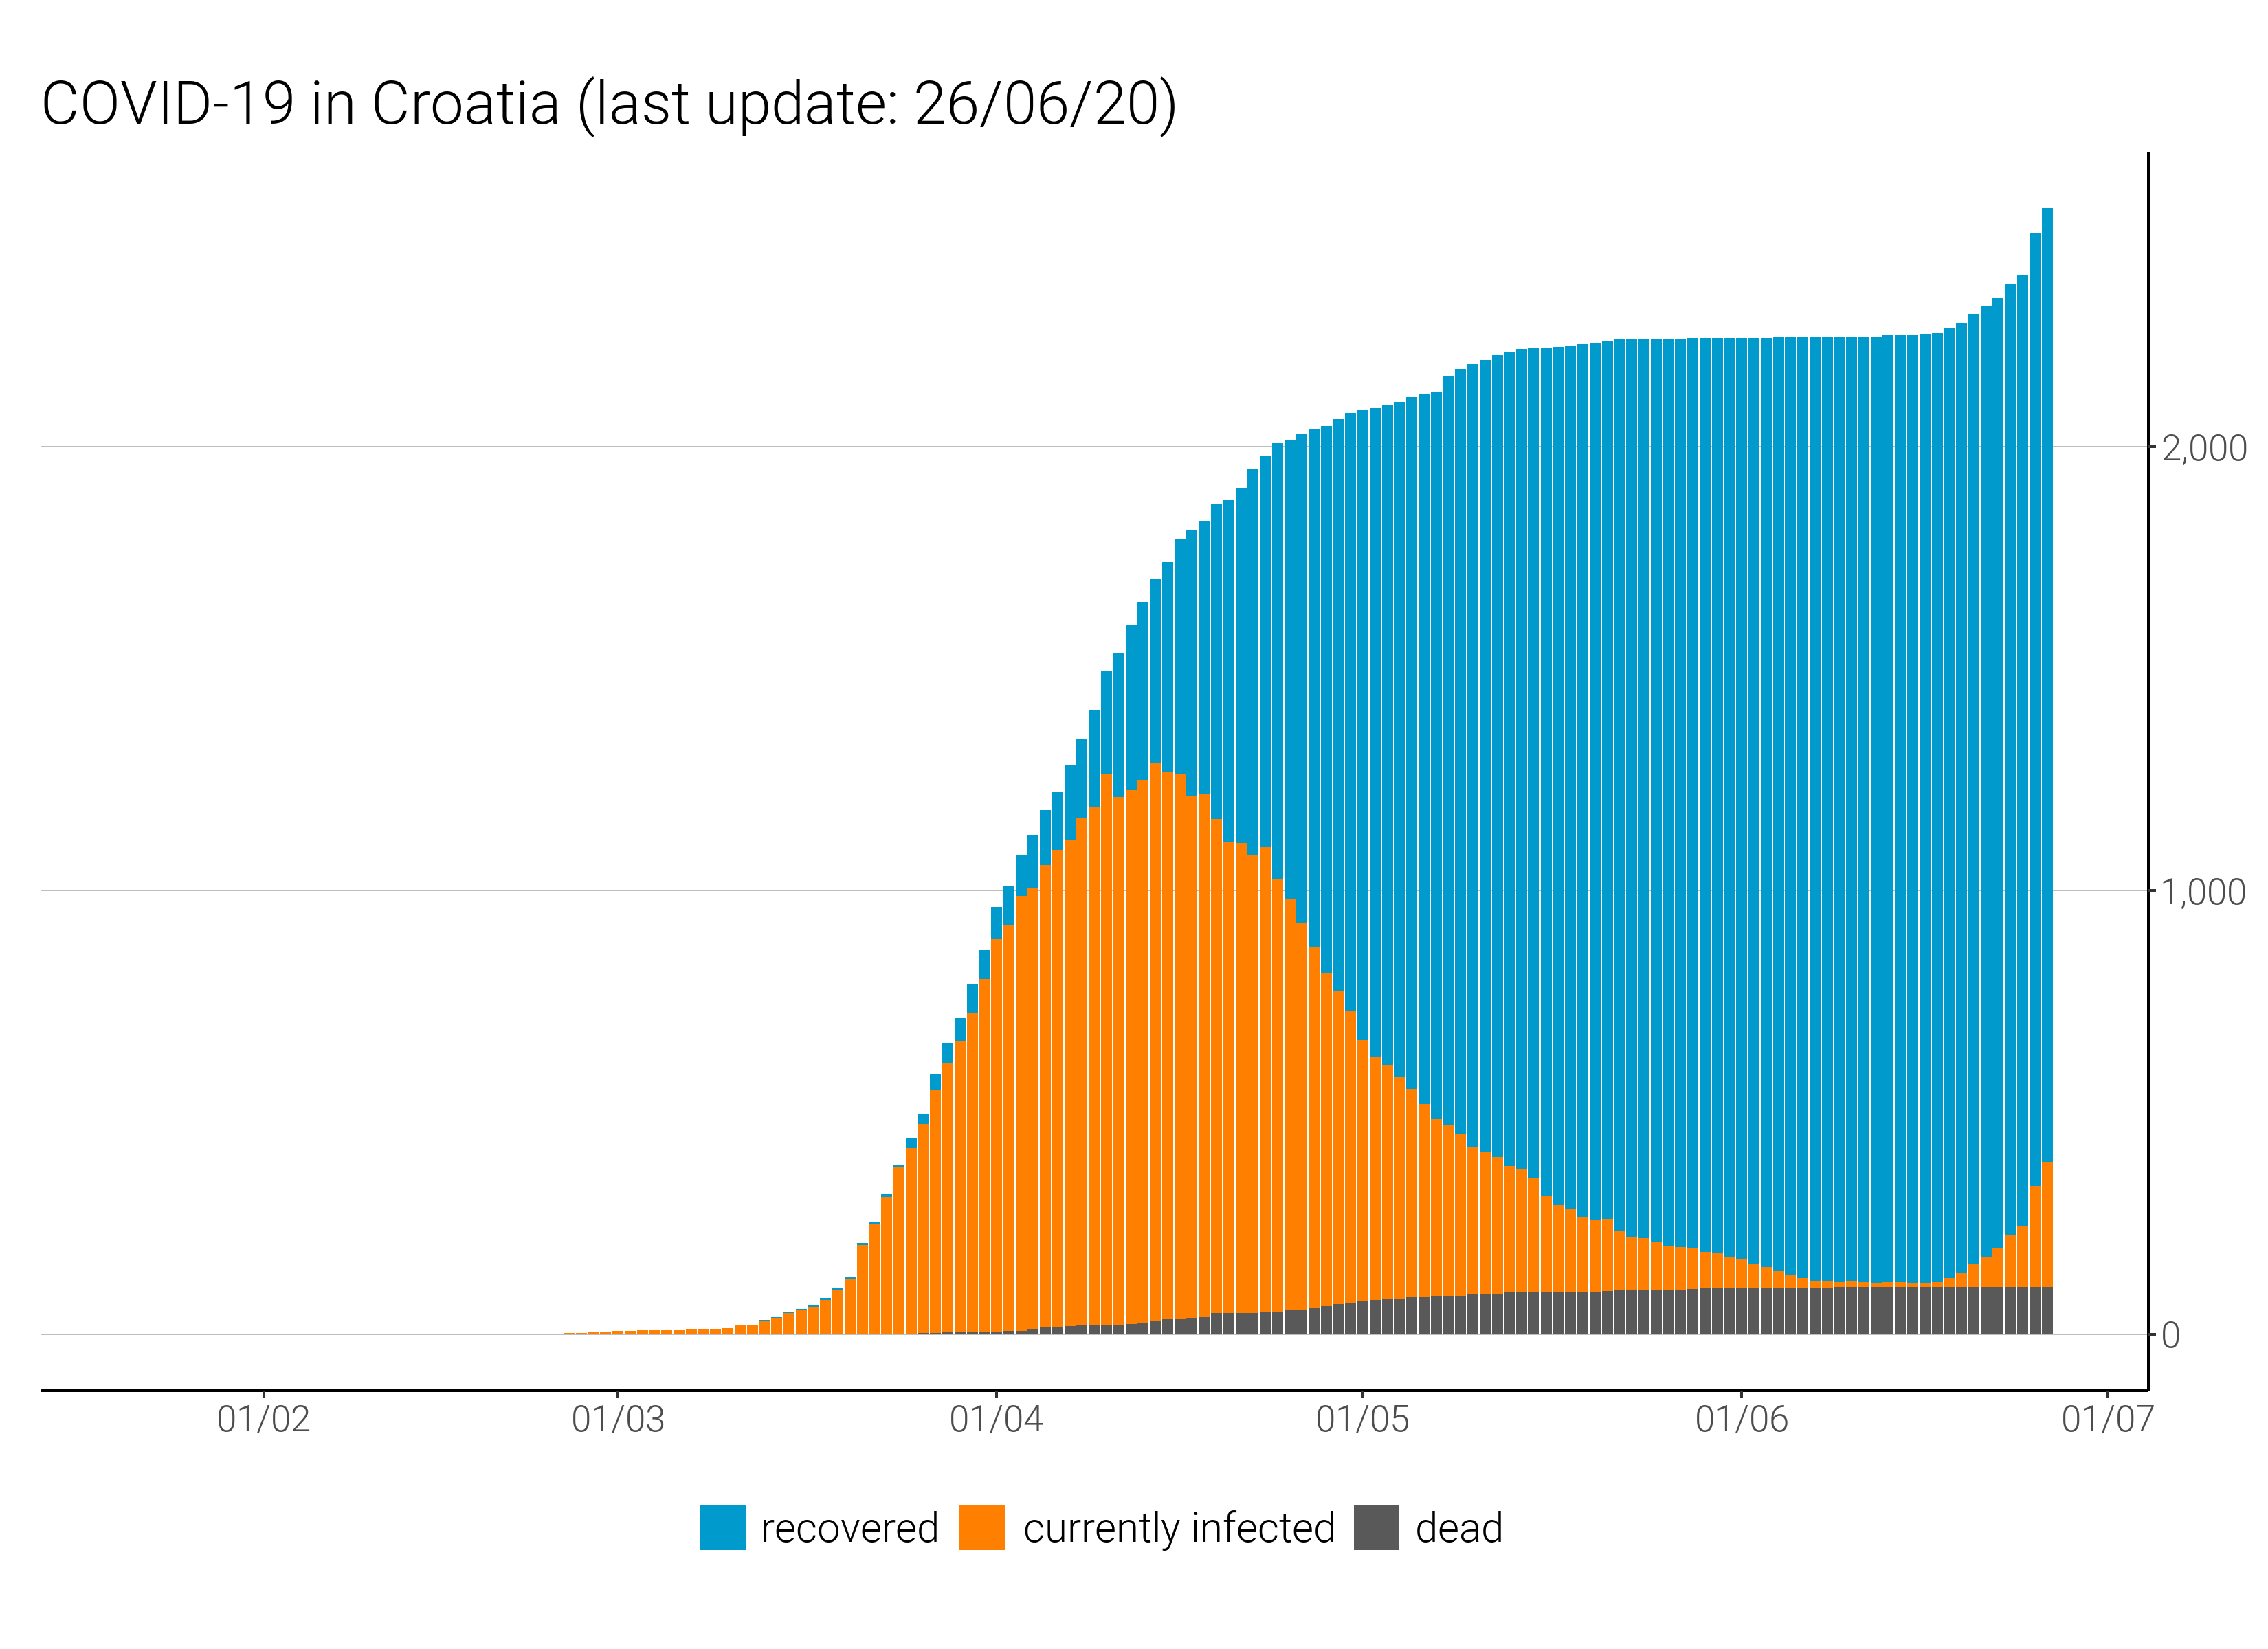 COVID-19 in Croatia (last update: 26/06/20)
2,000
1,000
0
01/02 01/03 01/04 01/05 01/06 01/07
recovered currently infected dead